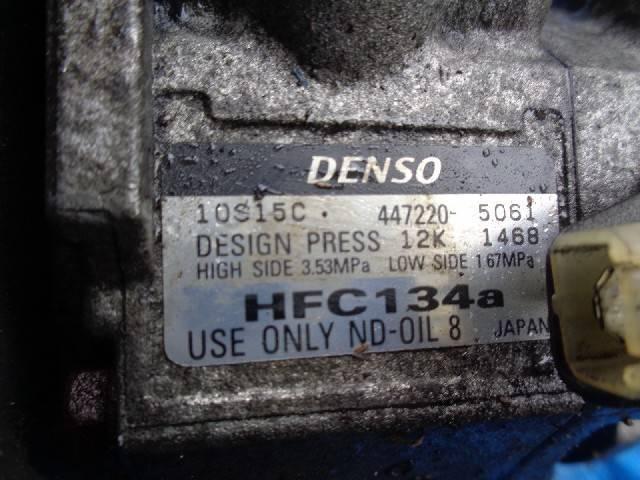 DENSO
10S15C · 447220- 5061
DESIGN PRESS 12K 1468
HIGH SIDE 3.53MPa LOW SIDE 1.67MPa
HFC134a
USE ONLY ND-OIL 8 JAPAN